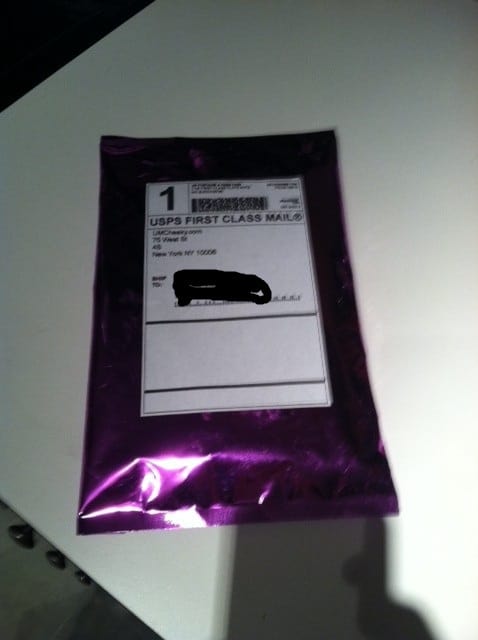 1
USPS FIRST CLASS MAIL®
UMCheeky.com
75 West St
4S
New York NY 10006
SHIP
TO: